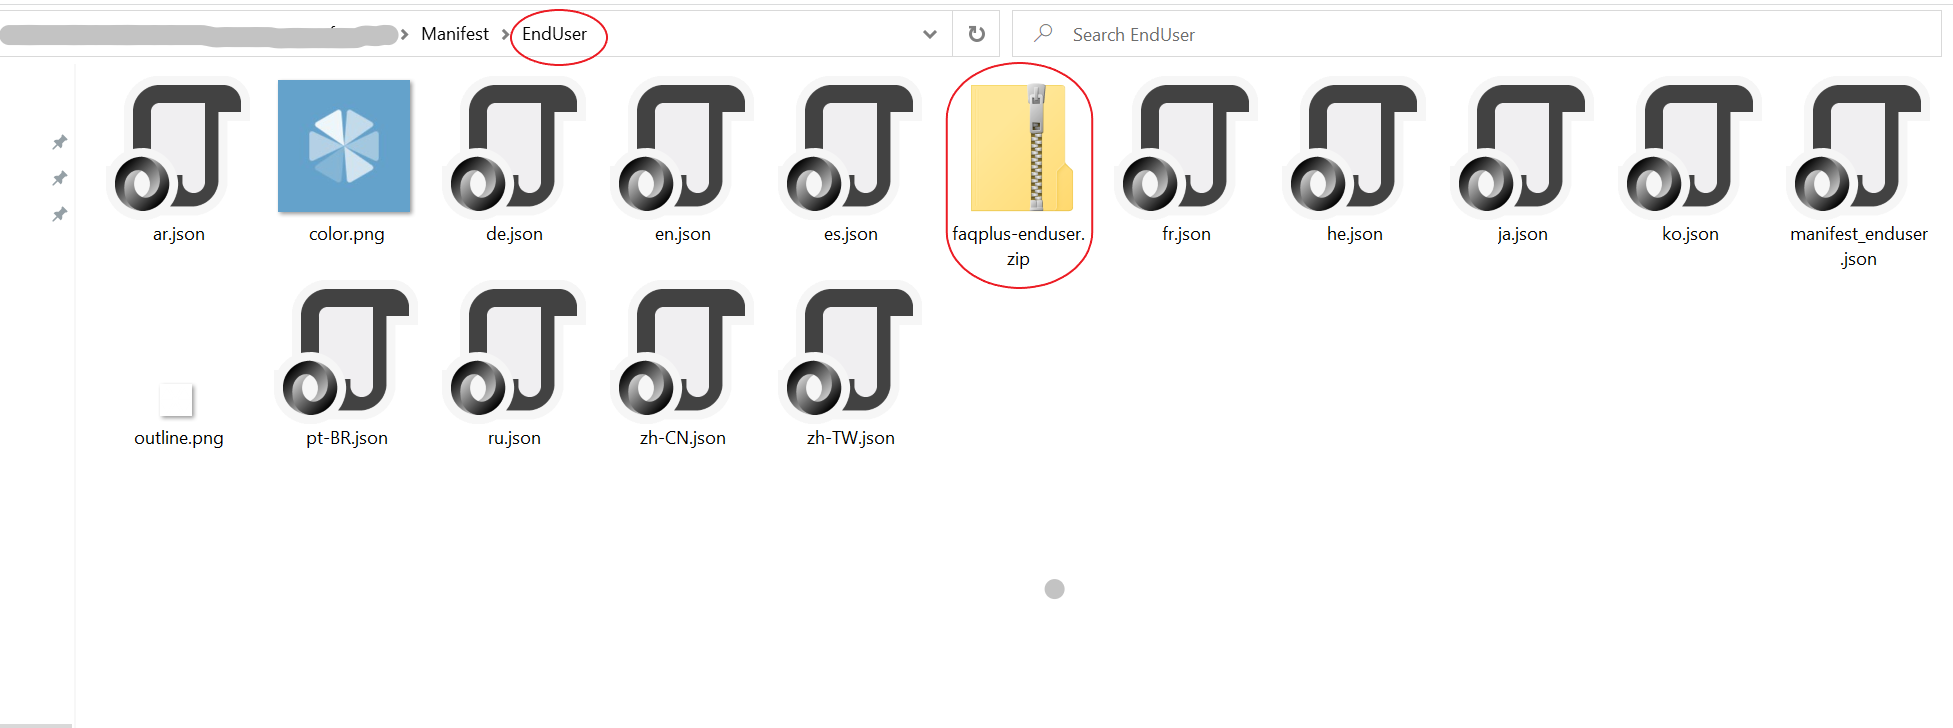 Manifest
EndUser
Search EndUser
ar.json
color.png
de.json
en.json
es.json
faqplus-enduser.
zip
fr.json
he.json
ja.json
ko.json
manifest_enduser
.json
outline.png
pt-BR.json
ru.json
zh-CN.json
zh-TW.json